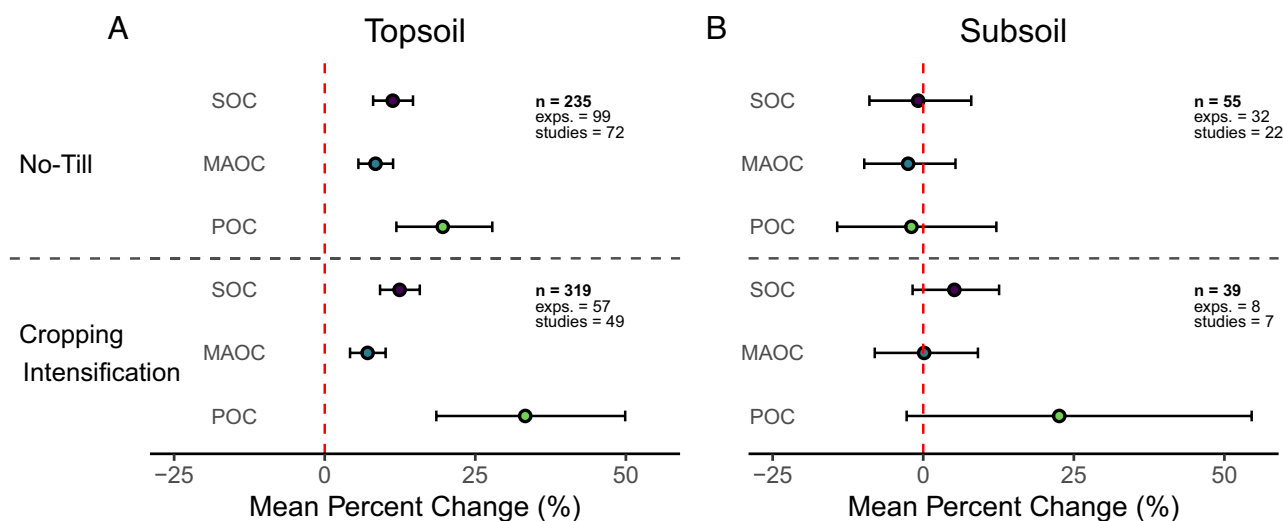 A
Topsoil
B
Subsoil
No-Till
SOC
n = 235
exps. = 99
studies = 72
MAOC
POC
SOC
n = 55
exps. = 32
studies = 22
MAOC
POC
Cropping
Intensification
SOC
n = 319
exps. = 57
studies = 49
MAOC
POC
SOC
n = 39
exps. = 8
studies = 7
MAOC
POC
−25 0 25 50
−25 0 25 50
Mean Percent Change (%)
Mean Percent Change (%)